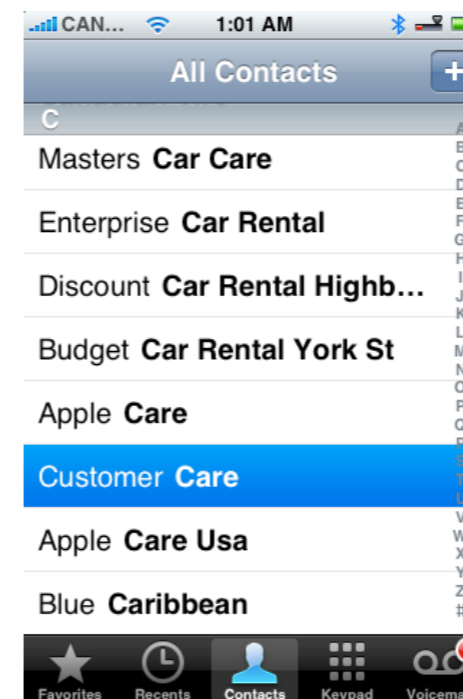 CAN... 1:01 AM
All Contacts +
C
Masters Car Care
Enterprise Car Rental
Discount Car Rental Highb...
Budget Car Rental York St
Apple Care
Customer Care
Apple Care Usa
Blue Caribbean
A
B
C
D
E
F
G
H
I
J
K
L
M
N
O
P
Q
R
S
T
U
V
W
X
Y
Z
#
Favorites Recents Contacts Keypad Voicema